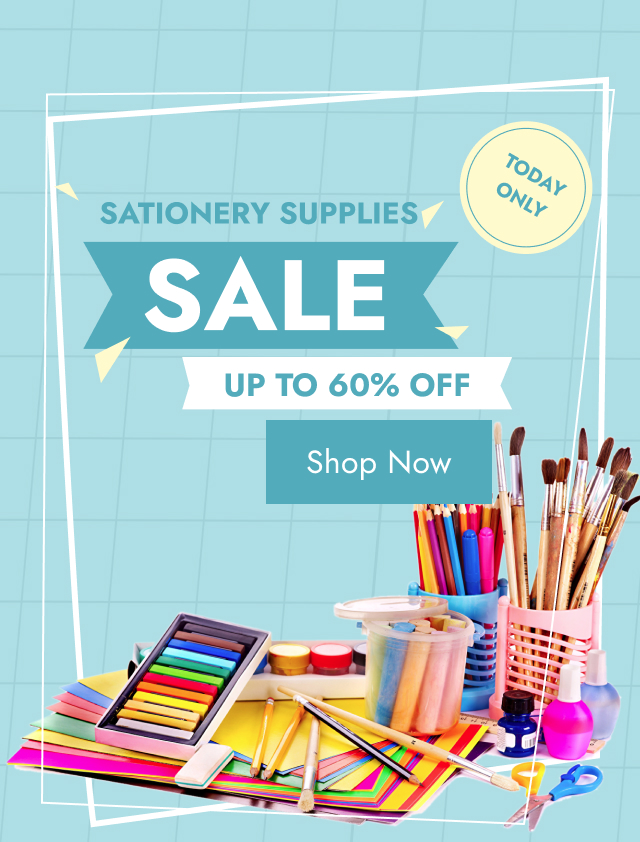 TODAY
ONLY
SATIONERY SUPPLIES
SALE
UP TO 60% OFF
Shop Now